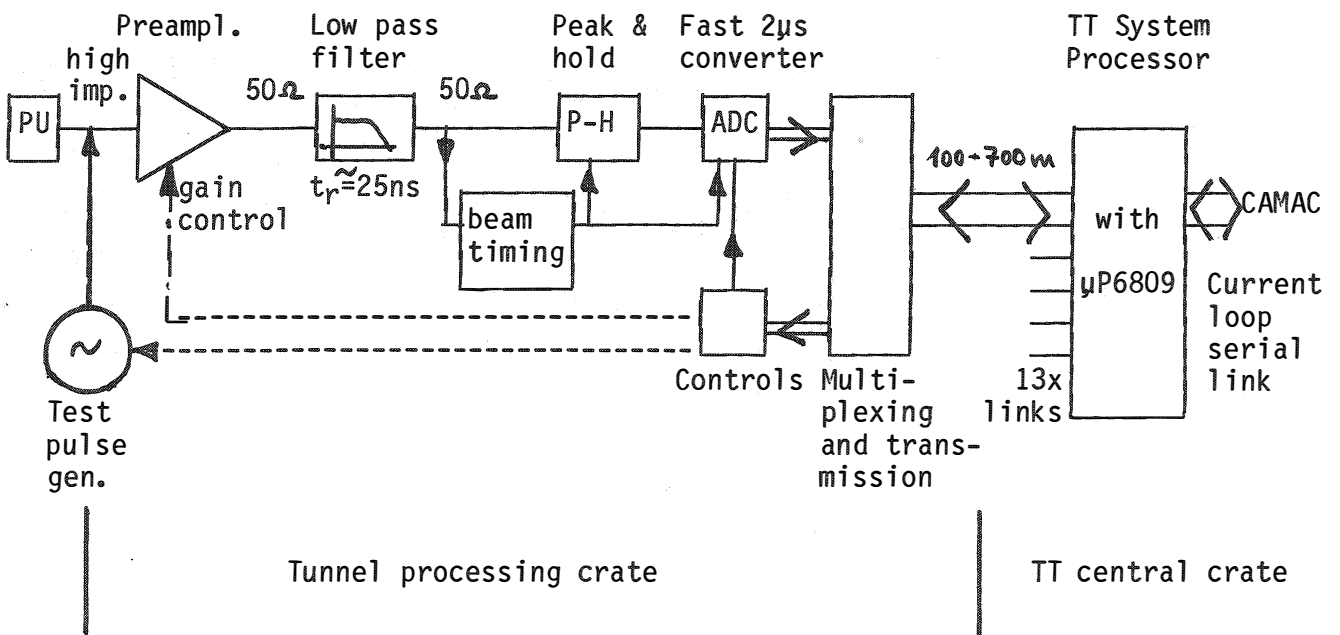 Preampl.
Low pass
filter
Peak &
hold
Fast 2µs
converter
TT System
Processor
high
imp.
50Ω
50Ω
PU
P-H
ADC
100-700m
gain
control
tr≃25ns
beam
timing
with
µP6809
CAMAC
Current
loop
serial
link
13x
links
Controls
Multi-
plexing
and trans-
mission
Test
pulse
gen.
Tunnel processing crate
TT central crate